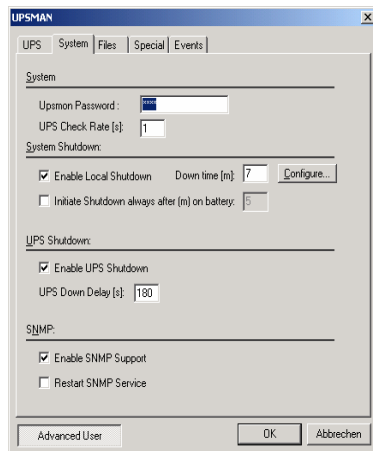 UPSMAN
UPS System Files Special Events
System
Upsmon Password : ****
UPS Check Rate [s]: 1
System Shutdown:
Enable Local Shutdown Down time [m]: 7 Configure...
Initiate Shutdown always after (m) on battery: 5
UPS Shutdown:
Enable UPS Shutdown
UPS Down Delay [s]: 180
SNMP:
Enable SNMP Support
Restart SNMP Service
Advanced User OK Abbrechen